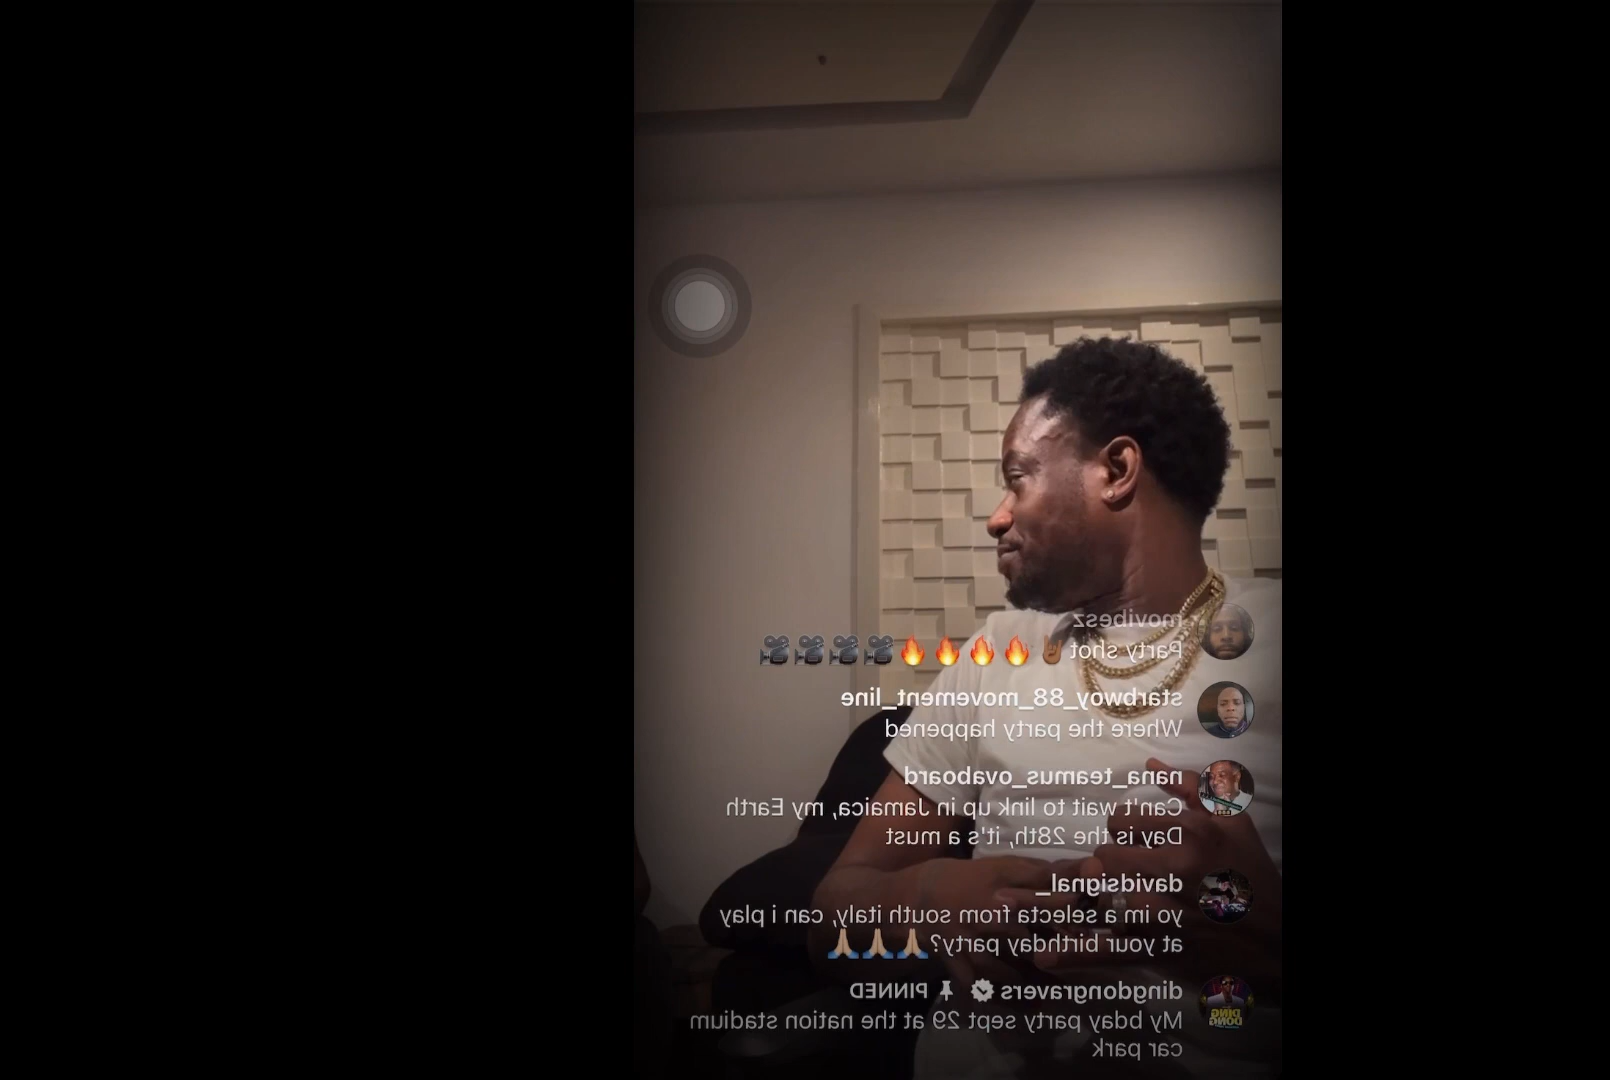 movibesz
Party shot🤘🏾🔥🔥🔥🔥🎥🎥🎥🎥
starbwoy_88_movement_line
Where the party happened
nana_teamus_ovaboard
Can't wait to link up in Jamaica, my Earth
Day is the 28th, it's a must
davidsignal_
yo im a selecta from south italy, can i play
at your birthday party?🙏🏼🙏🏼🙏🏼
dingdongravers PINNED
My bday party sept 29 at the nation stadium
car park
DING
DONG